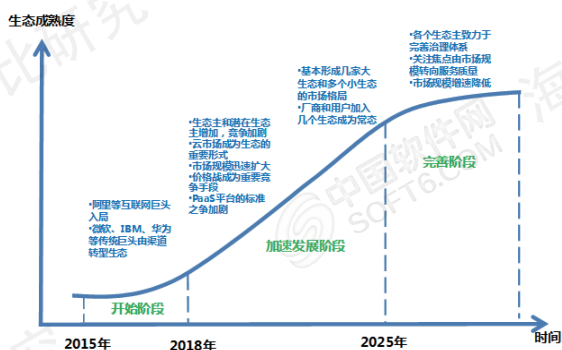 生态成熟度
•各个生态主致力于
完善治理体系
•关注焦点由市场规
模转向服务质量
•市场规模增速降低
•基本形成几家大
生态和多个小生态
的市场格局
•厂商和用户加入
几个生态成为常态
•生态主和潜在生态
主增加，竞争加剧
•云市场成为生态的
重要形式
•市场规模迅速扩大
•价格战成为重要竞
争手段
•PaaS平台的标准
之争加剧
•阿里等互联网巨头
入局
•微软、IBM、华为
等传统巨头由渠道
转型生态
开始阶段
加速发展阶段
完善阶段
中国软件网
SOFT6.COM
比研究
海
2015年
2018年
2025年
时间